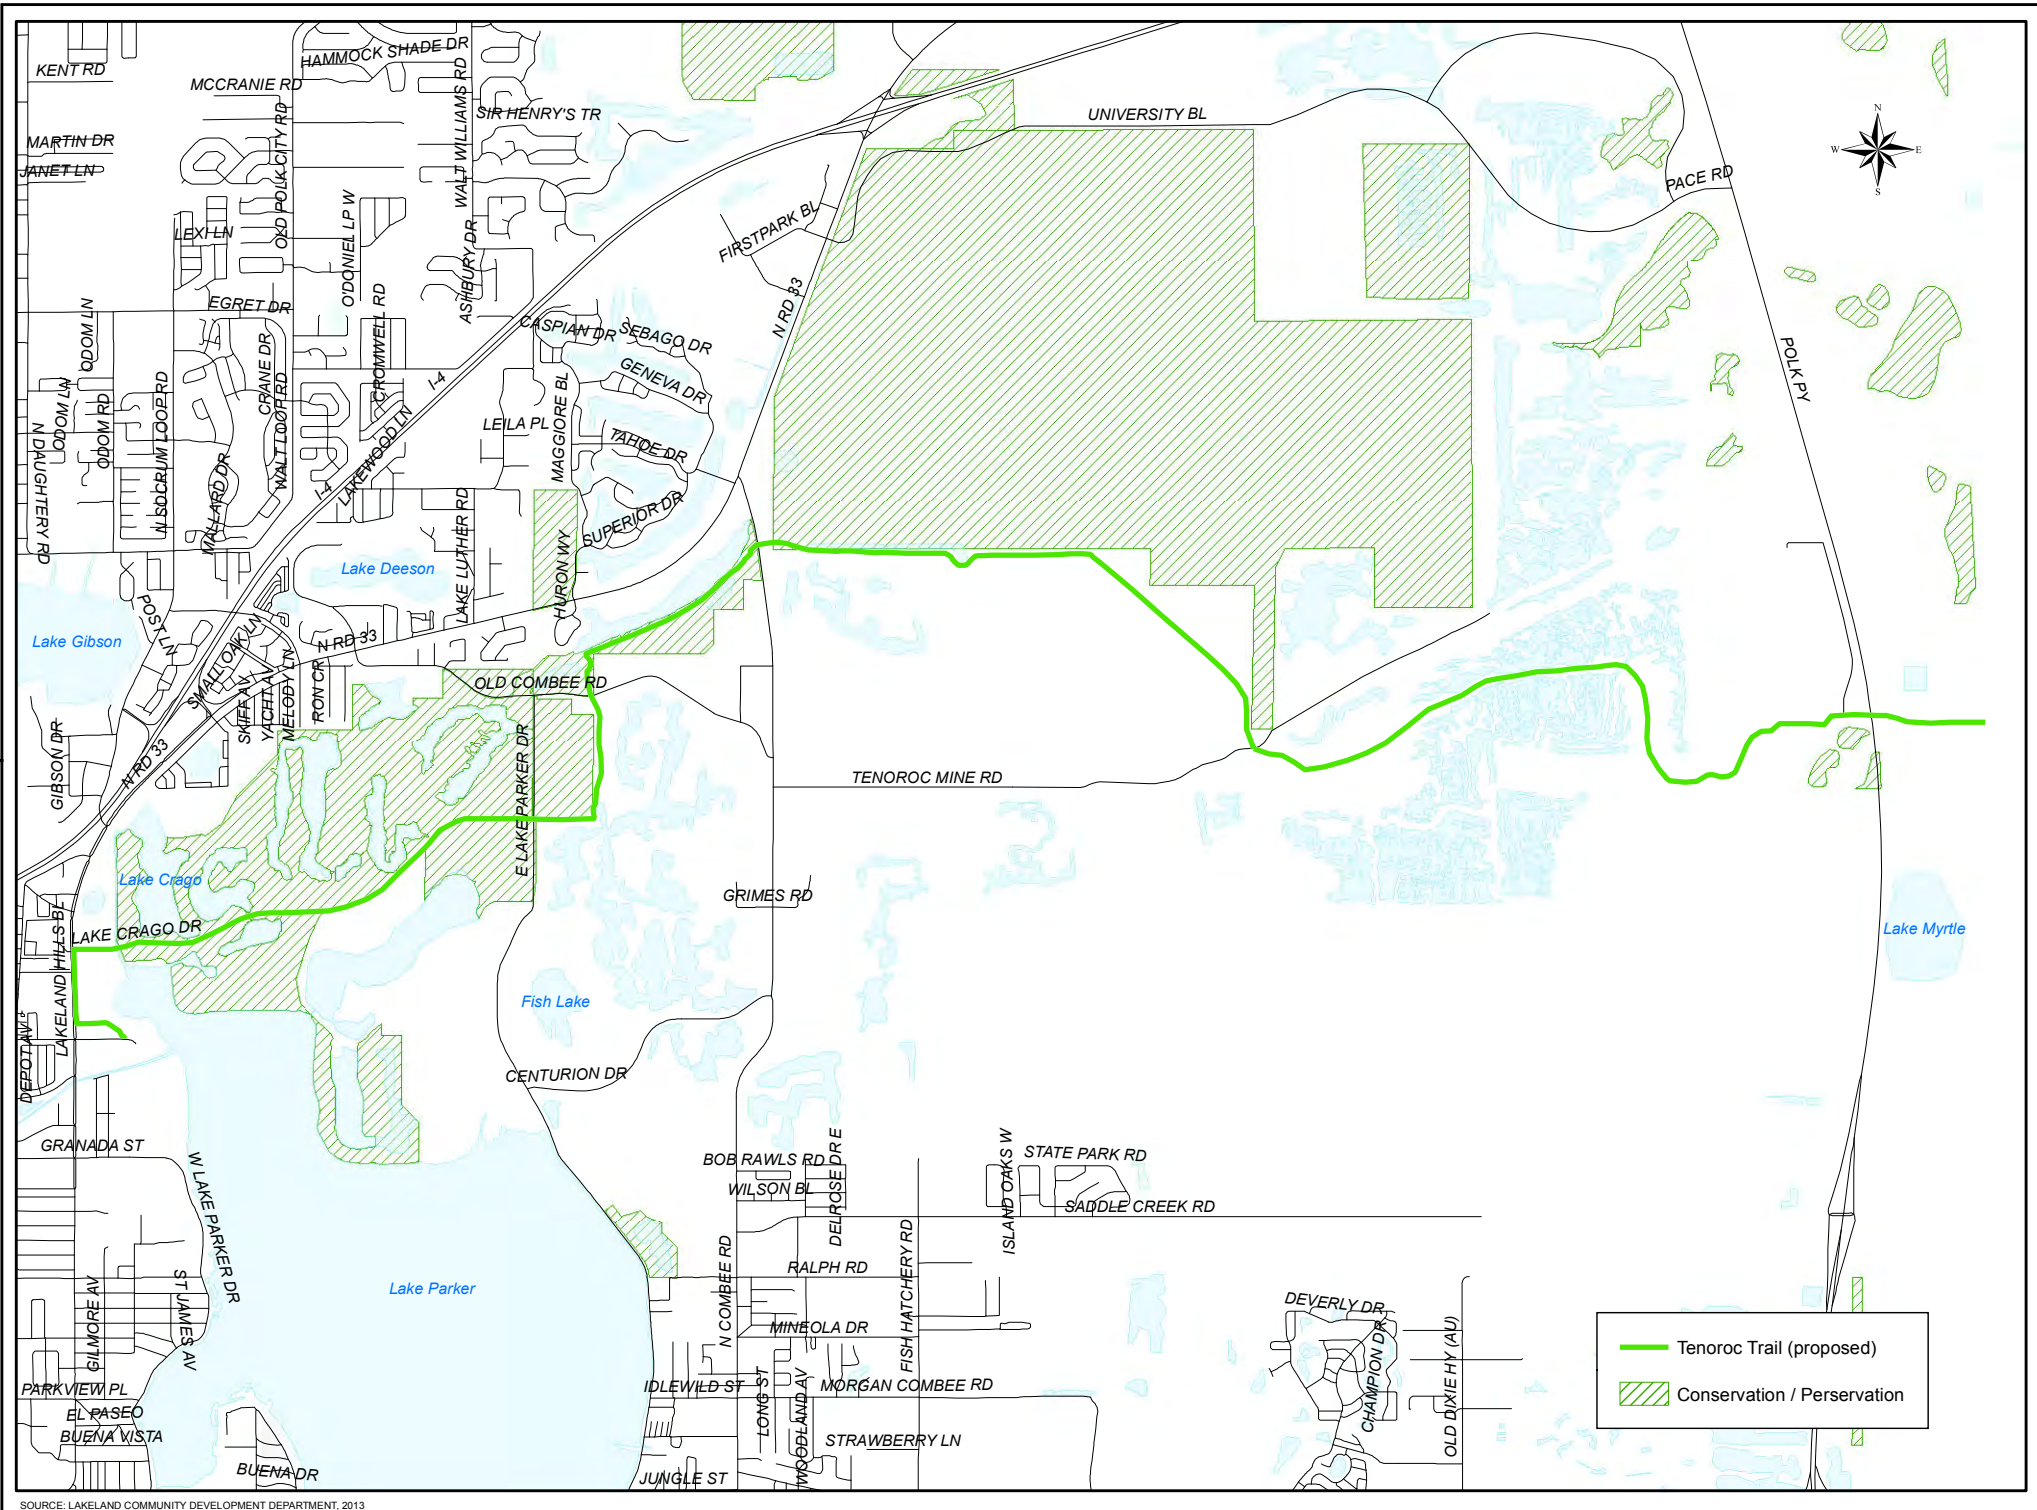 HAMMOCK SHADE DR
KENT RD
MCCRANIE RD
SIR HENRY'S TR
UNIVERSITY BL
N
W
E
S
MARTIN DR
JANET LN
OLD POLK CITY RD
WALT WILLIAMS RD
PACE RD
LEXI LN
O'DONIEL LP W
ASHBURY DR
FIRSTPARK BL
EGRET DR
N RD 33
ODOM LN
CRANE DR
CROMWELL RD
CASPIAN DR
SEBAGO DR
GENEVA DR
POLK PY
I-4
ODOM LW
ODOM RD
N SOCRUM LOOP RD
WALT LOOP RD
LAKEWOOD LN
LEILA PL
MAGGIORE BL
TAHOE DR
N DAUGHTERY RD
MALLARD DR
I-4
SUPERIOR DR
LAKE LUTHER RD
HURON WY
Lake Deeson
Lake Gibson
POST LN
SMALL OAK LN
N RD 33
OLD COMBEE RD
SKIFF AV
YACHT AV
MELODY LN
RON CR
GIBSON DR
N RD 33
E LAKE PARKER DR
TENOROC MINE RD
Lake Crago
GRIMES RD
LAKELAND HILLS BL
LAKE CRAGO DR
Lake Myrtle
Fish Lake
DEPOT AV
CENTURION DR
GRANADA ST
W LAKE PARKER DR
BOB RAWLS RD
DELROSE DR E
ISLAND OAKS W
STATE PARK RD
WILSON BL
SADDLE CREEK RD
N COMBEE RD
FISH HATCHERY RD
RALPH RD
Lake Parker
GILMORE AV
ST JAMES AV
MINEOLA DR
DEVERLY DR
CHAMPION DR
OLD DIXIE HY (AU)
Tenoroc Trail (proposed)
Conservation / Perservation
PARKVIEW PL
IDLEWILD ST
LONG ST
WOODLAND AV
MORGAN COMBEE RD
EL PASEO
BUENA VISTA
STRAWBERRY LN
BUENA DR
JUNGLE ST
SOURCE: LAKELAND COMMUNITY DEVELOPMENT DEPARTMENT, 2013